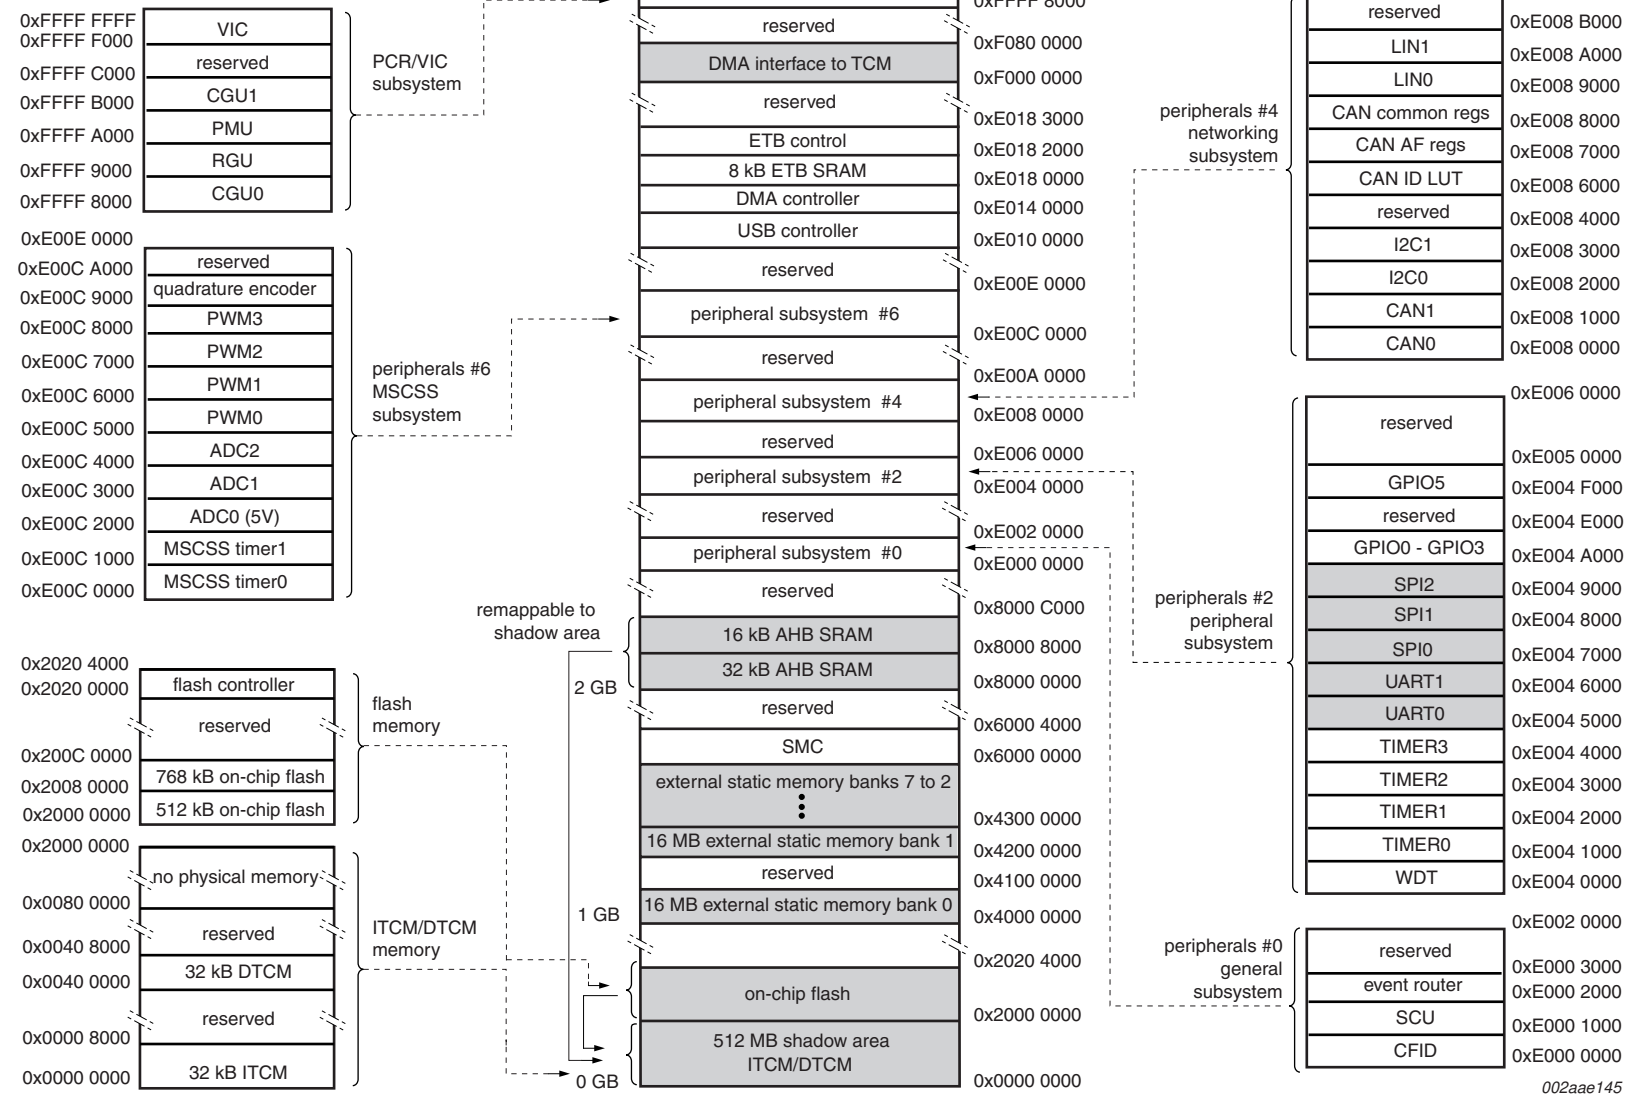 0xFFFF FFFF
VIC
0xFFFF F000
reserved
0xFFFF C000
CGU1
0xFFFF B000
PMU
0xFFFF A000
RGU
0xFFFF 9000
CGU0
0xFFFF 8000
PCR/VIC
subsystem
0xE00E 0000
reserved
0xE00C A000
quadrature encoder
0xE00C 9000
PWM3
0xE00C 8000
PWM2
0xE00C 7000
PWM1
0xE00C 6000
PWM0
0xE00C 5000
ADC2
0xE00C 4000
ADC1
0xE00C 3000
ADC0 (5V)
0xE00C 2000
MSCSS timer1
0xE00C 1000
MSCSS timer0
0xE00C 0000
peripherals #6
MSCSS
subsystem
0x2020 4000
flash controller
0x2020 0000
reserved
0x200C 0000
768 kB on-chip flash
0x2008 0000
512 kB on-chip flash
0x2000 0000
flash
memory
0x2000 0000
no physical memory
0x0080 0000
reserved
0x0040 8000
32 kB DTCM
0x0040 0000
reserved
0x0000 8000
32 kB ITCM
0x0000 0000
ITCM/DTCM
memory
remappable to
shadow area
2 GB
1 GB
0 GB
0xFFFF 8000
reserved
0xF080 0000
DMA interface to TCM
0xF000 0000
reserved
0xE018 3000
ETB control
0xE018 2000
8 kB ETB SRAM
0xE018 0000
DMA controller
0xE014 0000
USB controller
0xE010 0000
reserved
0xE00E 0000
peripheral subsystem #6
0xE00C 0000
reserved
0xE00A 0000
peripheral subsystem #4
0xE008 0000
reserved
0xE006 0000
peripheral subsystem #2
0xE004 0000
reserved
0xE002 0000
peripheral subsystem #0
0xE000 0000
reserved
0x8000 C000
16 kB AHB SRAM
0x8000 8000
32 kB AHB SRAM
0x8000 0000
reserved
0x6000 4000
SMC
0x6000 0000
external static memory banks 7 to 2
0x4300 0000
16 MB external static memory bank 1
0x4200 0000
reserved
0x4100 0000
16 MB external static memory bank 0
0x4000 0000
0x2020 4000
on-chip flash
0x2000 0000
512 MB shadow area
ITCM/DTCM
0x0000 0000
peripherals #4
networking
subsystem
reserved
0xE008 B000
LIN1
0xE008 A000
LIN0
0xE008 9000
CAN common regs
0xE008 8000
CAN AF regs
0xE008 7000
CAN ID LUT
0xE008 6000
reserved
0xE008 4000
I2C1
0xE008 3000
I2C0
0xE008 2000
CAN1
0xE008 1000
CAN0
0xE008 0000
peripherals #2
peripheral
subsystem
0xE006 0000
reserved
0xE005 0000
GPIO5
0xE004 F000
reserved
0xE004 E000
GPIO0 - GPIO3
0xE004 A000
SPI2
0xE004 9000
SPI1
0xE004 8000
SPI0
0xE004 7000
UART1
0xE004 6000
UART0
0xE004 5000
TIMER3
0xE004 4000
TIMER2
0xE004 3000
TIMER1
0xE004 2000
TIMER0
0xE004 1000
WDT
0xE004 0000
peripherals #0
general
subsystem
0xE002 0000
reserved
0xE000 3000
event router
0xE000 2000
SCU
0xE000 1000
CFID
0xE000 0000
002aae145